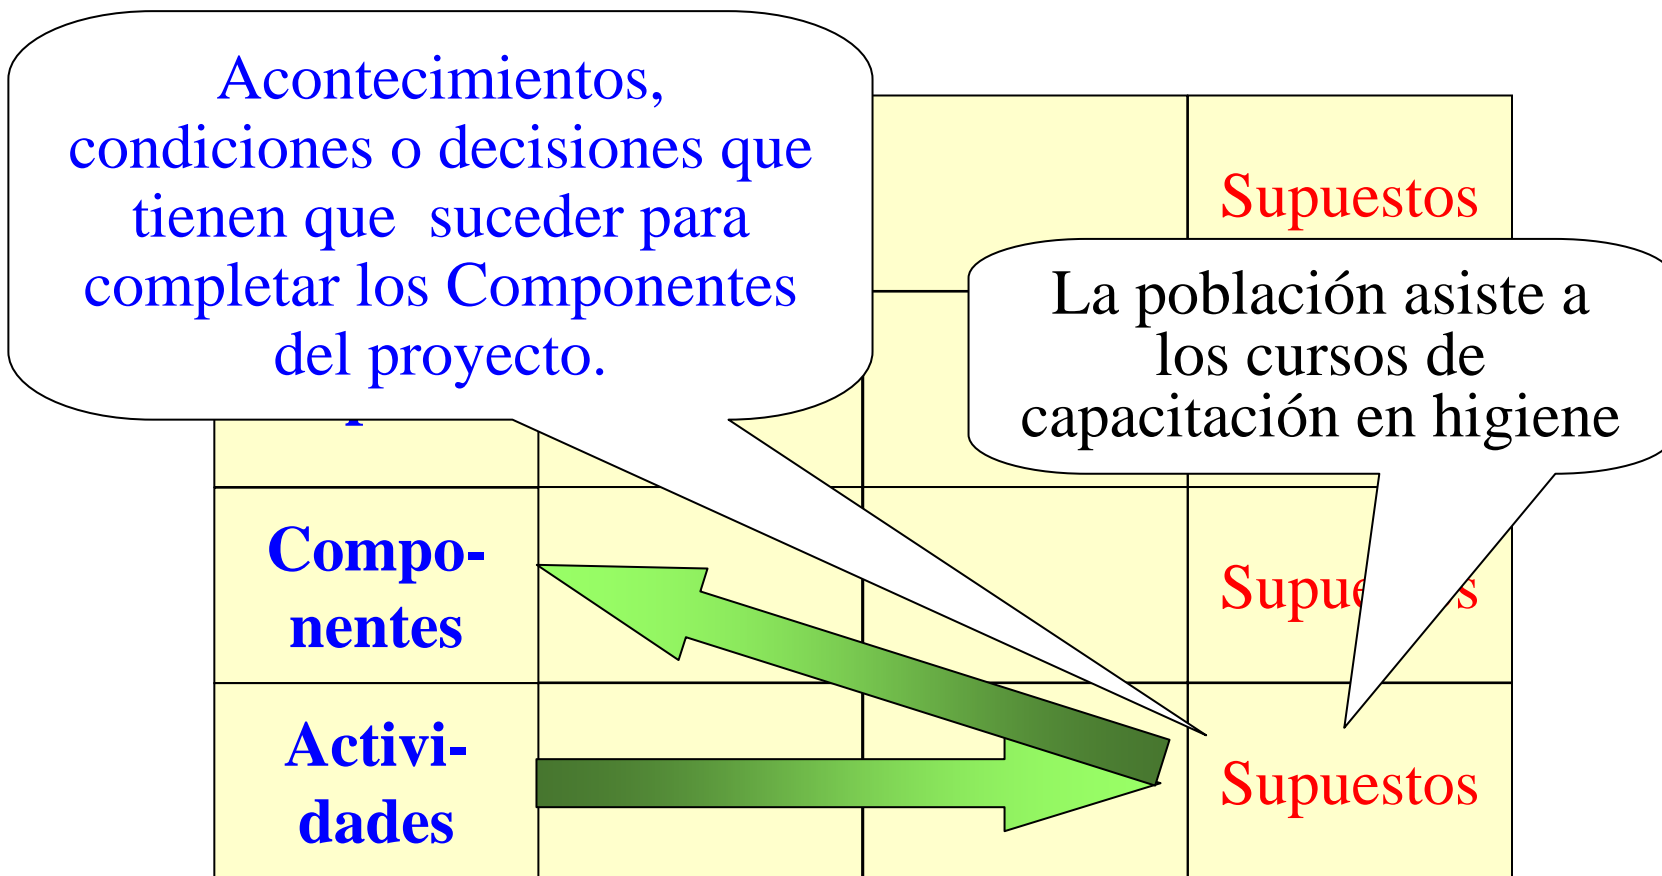 Acontecimientos,
condiciones o decisiones que
tienen que  suceder para
completar los Componentes
del proyecto.
Supuestos
La población asiste a
los cursos de
capacitación en higiene
Compo-
nentes
Activi-
dades
Supuestos